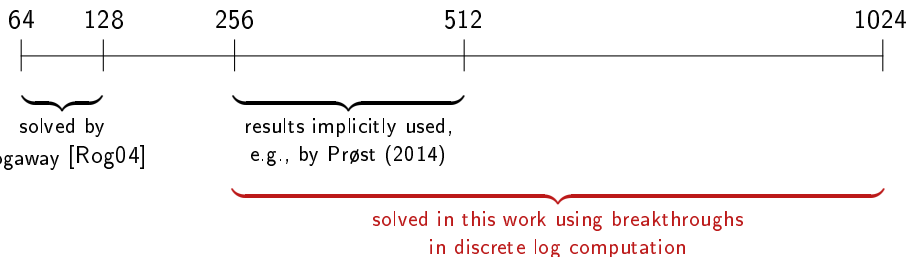 64 128 256 512 1024
solved by
ogaway [Rog04]
results implicitly used,
e.g., by Prøst (2014)
solved in this work using breakthroughs
in discrete log computation